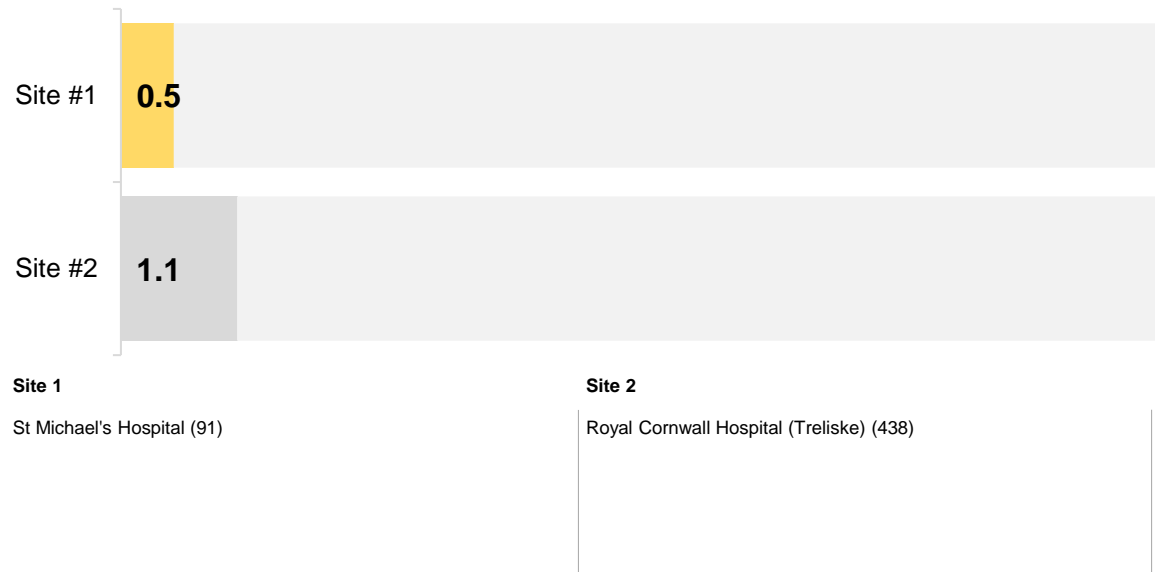 Site #1 0.5
Site #2 1.1
Site 1 Site 2
St Michael's Hospital (91) Royal Cornwall Hospital (Treliske) (438)